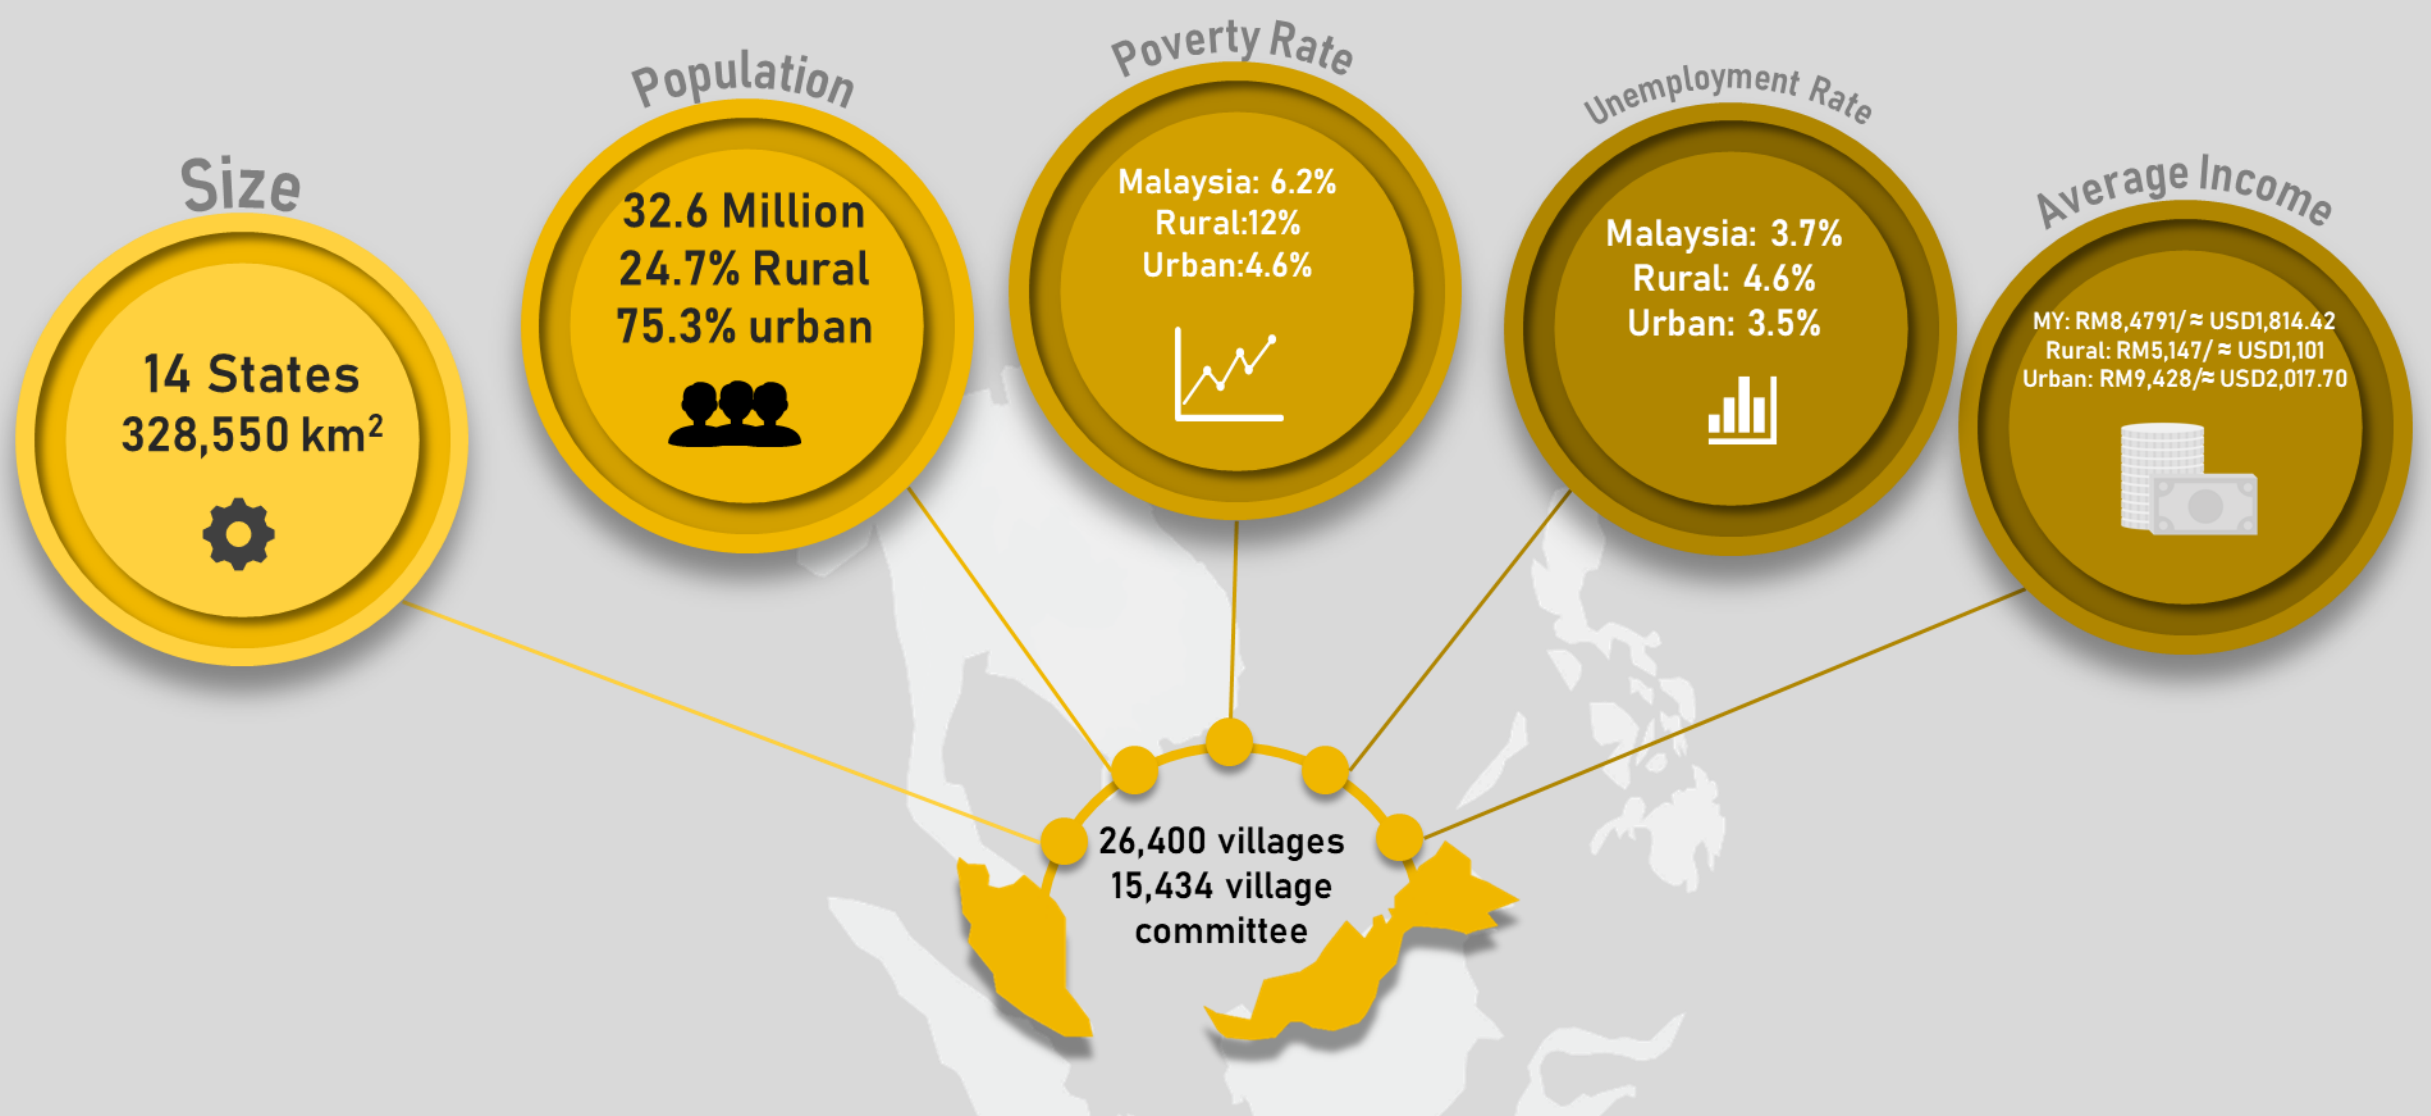 Size
14 States
328,550 km²
Population
32.6 Million
24.7% Rural
75.3% urban
Poverty Rate
Malaysia: 6.2%
Rural:12%
Urban:4.6%
Unemployment Rate
Malaysia: 3.7%
Rural: 4.6%
Urban: 3.5%
Average Income
MY: RM8,4791/≈ USD1,814.42
Rural: RM5,147/≈ USD1,101
Urban: RM9,428/≈ USD2,017.70
26,400 villages
15,434 village
committee